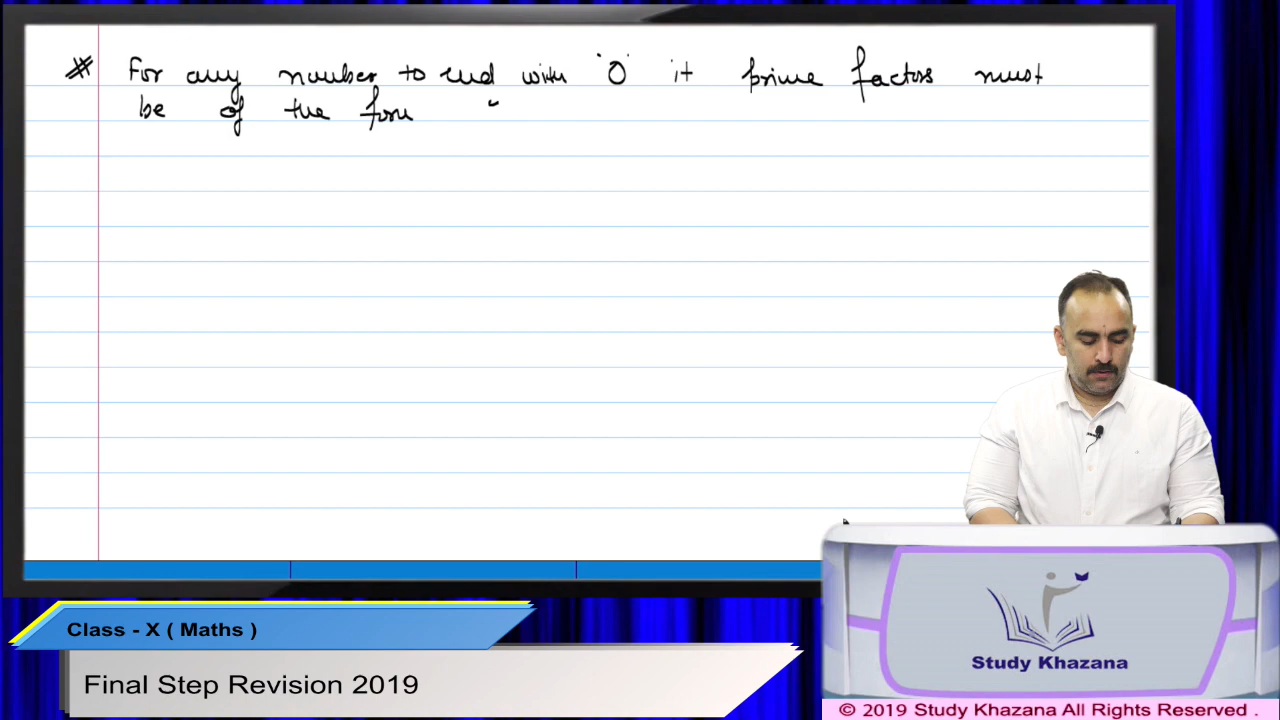 For any number to end with '0' it prime factors must
be of the form
Class - X ( Maths )
Final Step Revision 2019
Study Khazana
© 2019 Study Khazana All Rights Reserved .